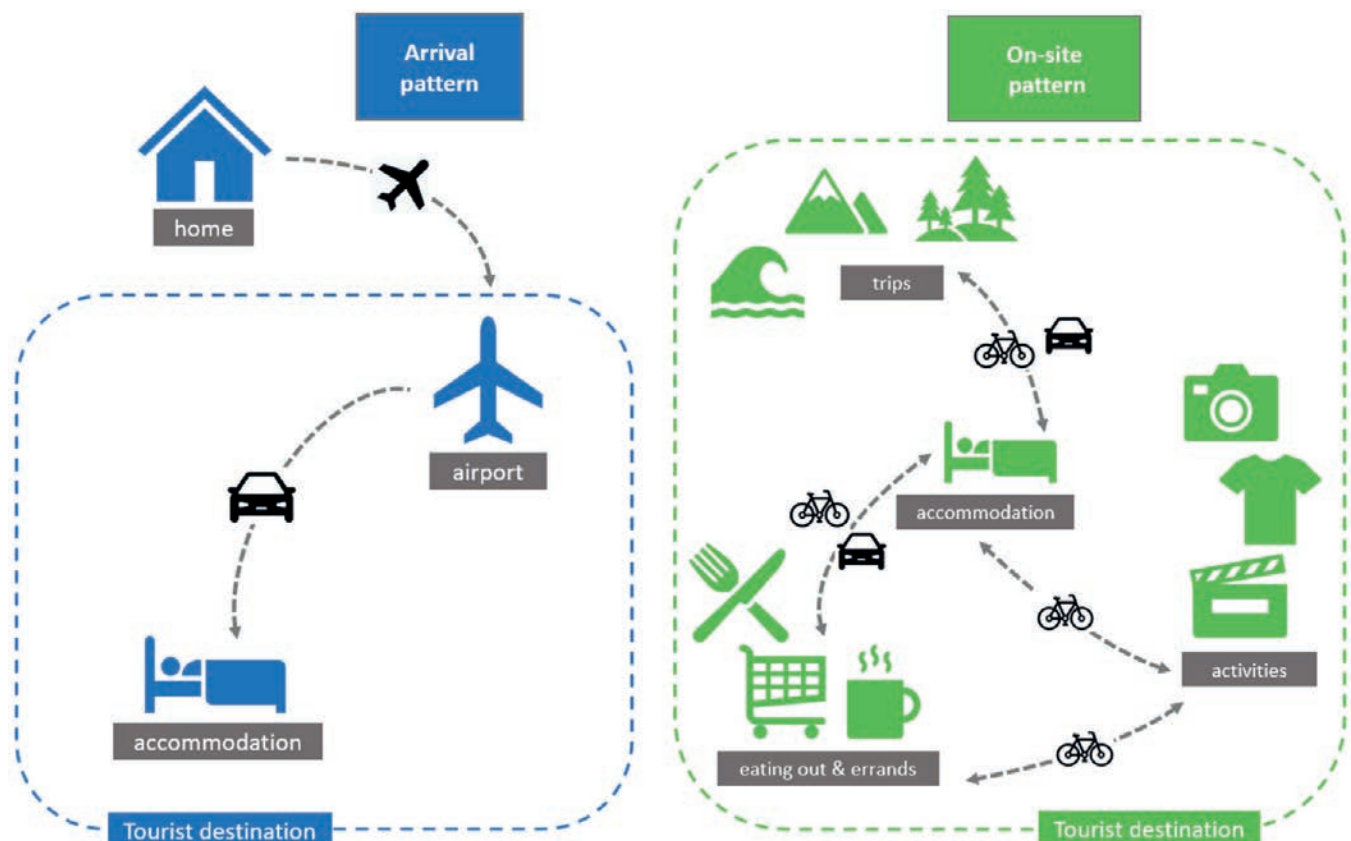 Arrival
pattern
home
airport
accommodation
Tourist destination
On-site
pattern
trips
accommodation
activities
eating out & errands
Tourist destination